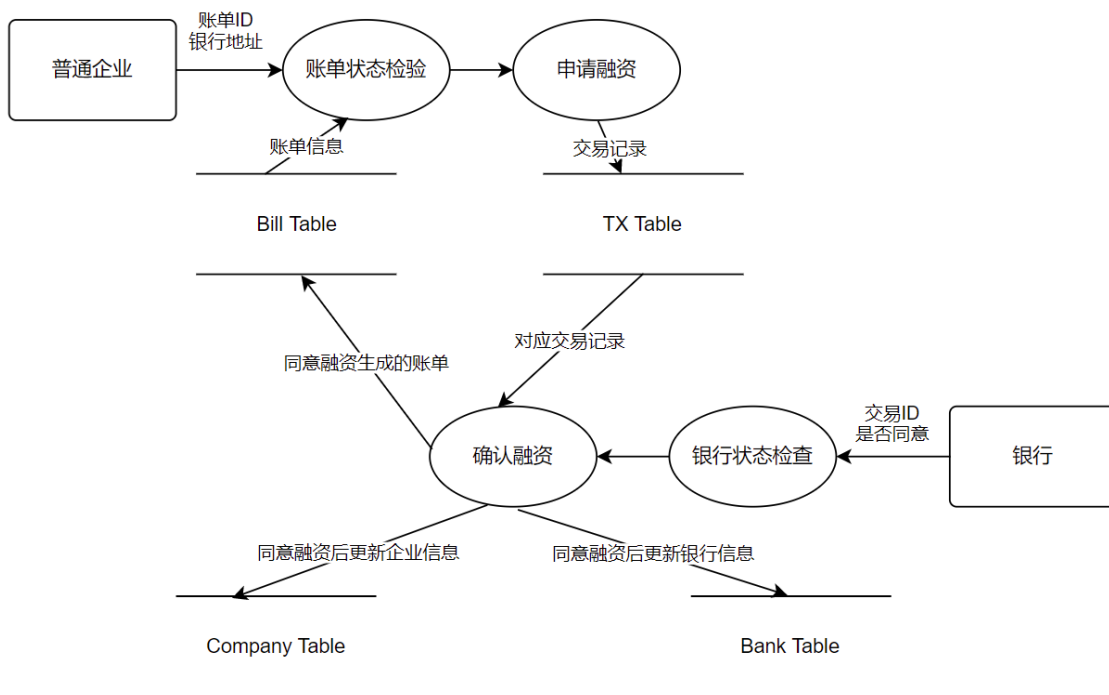 账单ID
银行地址
普通企业
账单状态检验
申请融资
账单信息
交易记录
Bill Table
TX Table
对应交易记录
同意融资生成的账单
交易ID
是否同意
确认融资
银行状态检查
银行
同意融资后更新企业信息
同意融资后更新银行信息
Company Table
Bank Table